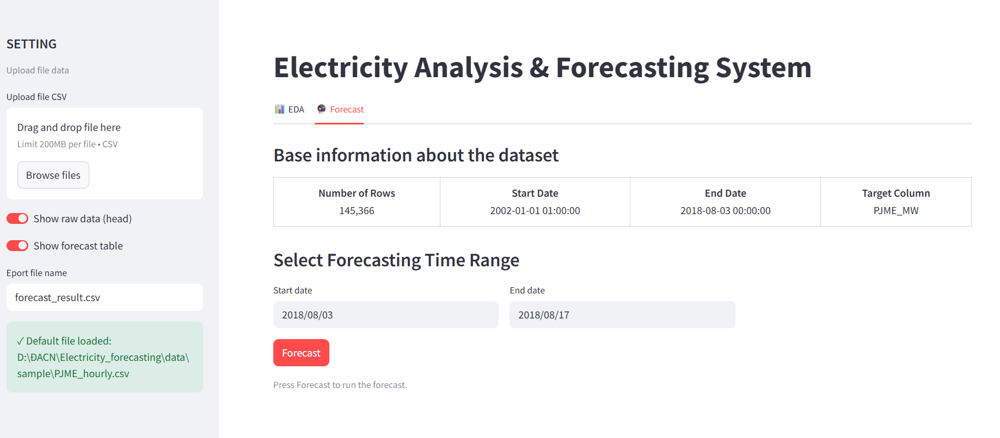 SETTING
Upload file data
Upload file CSV
Drag and drop file here
Limit 200MB per file • CSV
Browse files
Show raw data (head)
Show forecast table
Eport file name
forecast_result.csv
✓ Default file loaded:
D:\ĐACN\Electricity_forecasting\data\
sample\PJME_hourly.csv
Electricity Analysis & Forecasting System
EDA
Forecast
Base information about the dataset
Number of Rows
145,366
Start Date
2002-01-01 01:00:00
End Date
2018-08-03 00:00:00
Target Column
PJME_MW
Select Forecasting Time Range
Start date
2018/08/03
End date
2018/08/17
Forecast
Press Forecast to run the forecast.